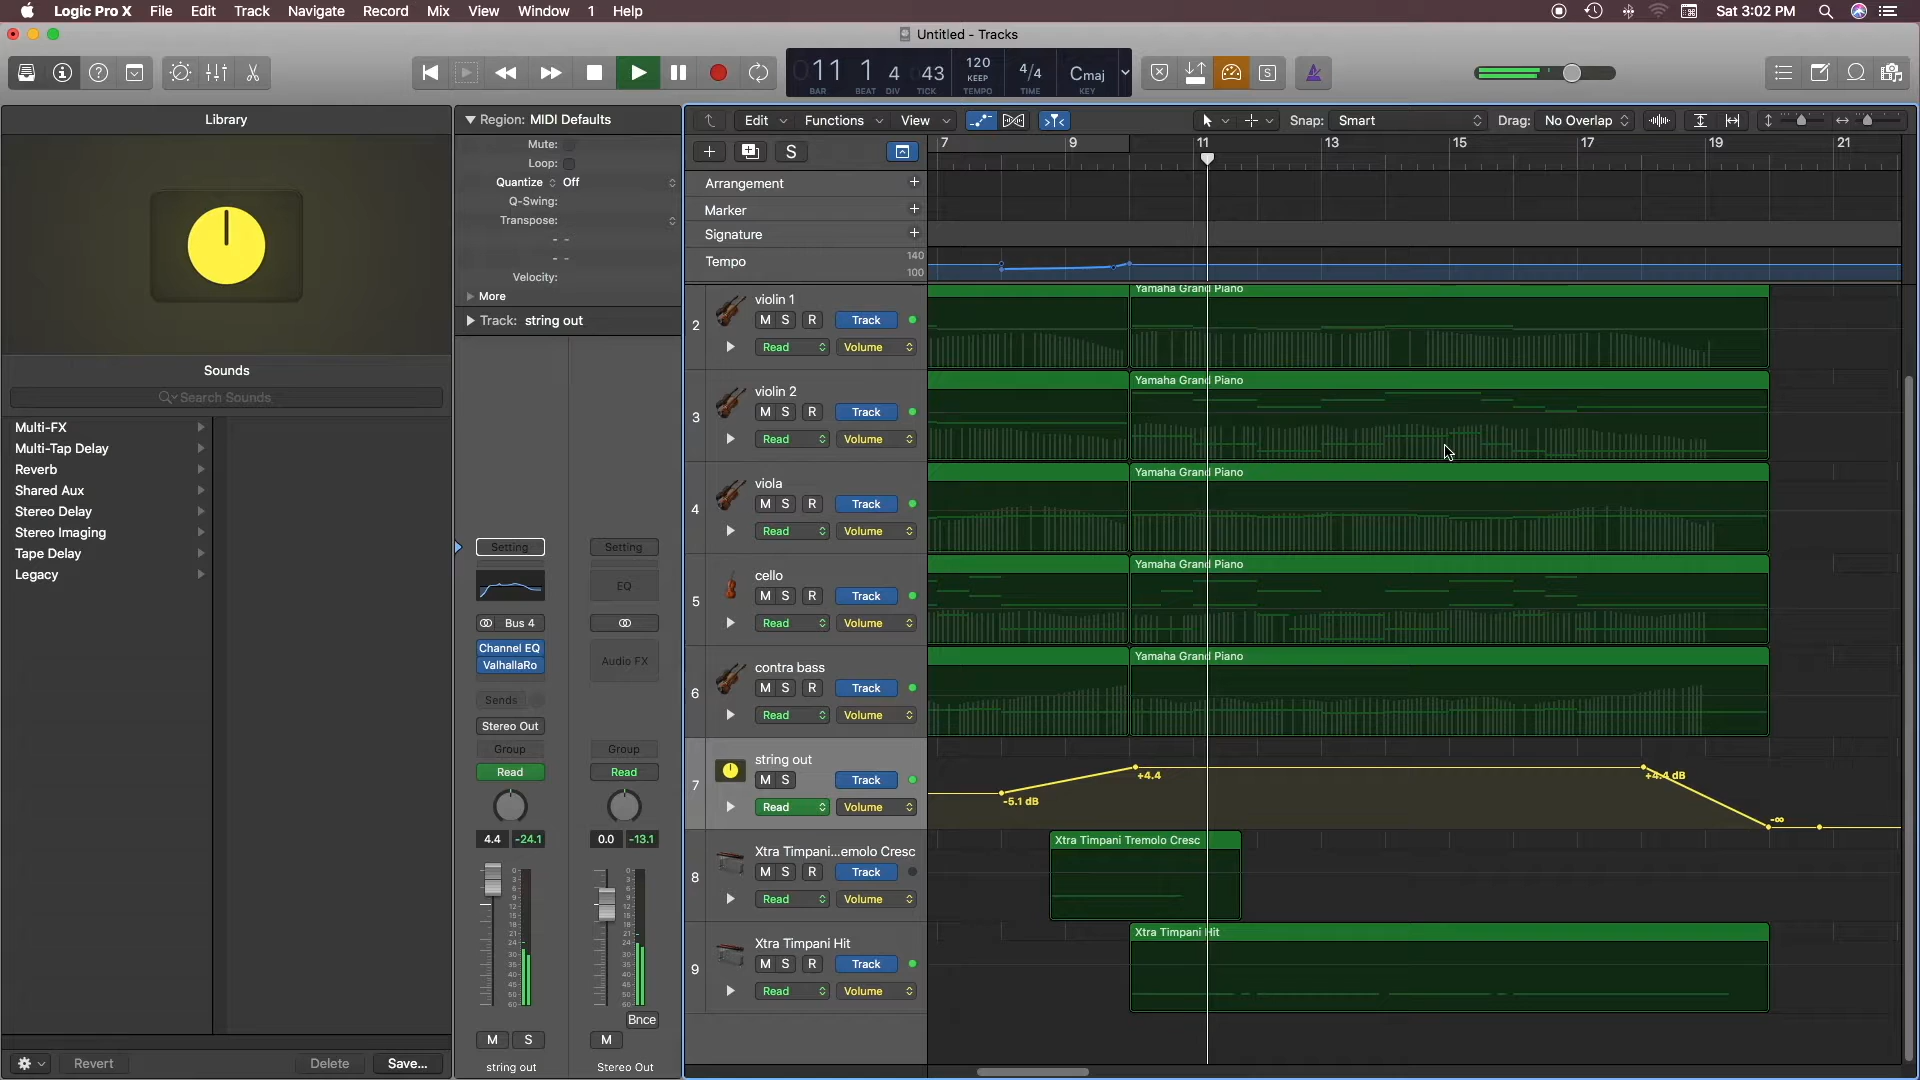 Logic Pro X File Edit Track Navigate Record Mix View Window 1 Help Sat 3:02 PM
Untitled - Tracks
011 1 4 043 120 KEEP 4/4 Cmaj
BAR BEAT DIV TICK TEMPO TIME KEY
S
Library
Sounds
Search Sounds
Multi-FX
Multi-Tap Delay
Reverb
Shared Aux
Stereo Delay
Stereo Imaging
Tape Delay
Legacy
Revert Delete Save...
Region: MIDI Defaults
Mute:
Loop:
Quantize Off
Q-Swing:
Transpose:
- -
- -
Velocity:
More
Track: string out
Setting Setting
EQ
Bus 4
Channel EQ
ValhallaRo
Audio FX
Sends
Stereo Out
Group Group
Read Read
4.4 -24.1 0.0 -13.1
Bnce
M S M
string out Stereo Out
Edit Functions View Snap: Smart Drag: No Overlap
S
7 9 11 13 15 17 19 21
Arrangement +
Marker +
Signature +
Tempo 140
100
2 violin 1
M S R Track
Read Volume
Yamaha Grand Piano
3 violin 2
M S R Track
Read Volume
Yamaha Grand Piano
4 viola
M S R Track
Read Volume
Yamaha Grand Piano
5 cello
M S R Track
Read Volume
Yamaha Grand Piano
6 contra bass
M S R Track
Read Volume
Yamaha Grand Piano
7 string out
M S Track
Read Volume
-5.1 dB +4.4 +4.4 dB -∞
8 Xtra Timpani...emolo Cresc
M S R Track
Read Volume
Xtra Timpani Tremolo Cresc
9 Xtra Timpani Hit
M S R Track
Read Volume
Xtra Timpani Hit